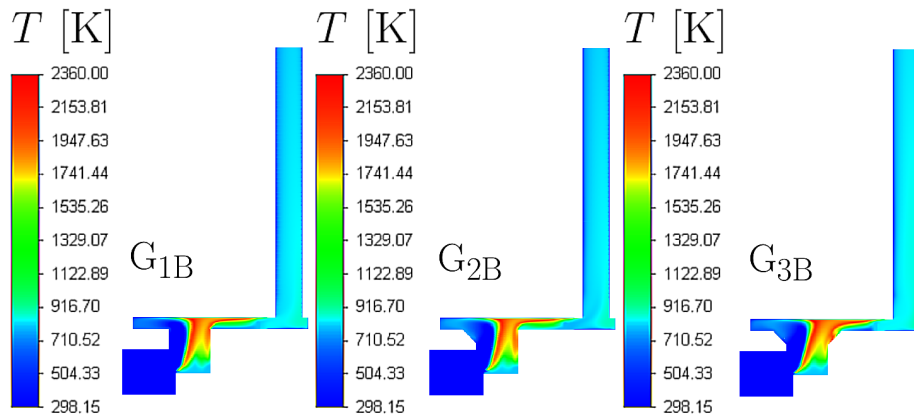 T [K] T [K] T [K]
2360.00 2360.00 2360.00
2153.81 2153.81 2153.81
1947.63 1947.63 1947.63
1741.44 1741.44 1741.44
1535.26 1535.26 1535.26
1329.07 1329.07 1329.07
1122.89 1122.89 1122.89
916.70 916.70 916.70
710.52 710.52 710.52
504.33 504.33 504.33
298.15 298.15 298.15
G1B G2B G3B